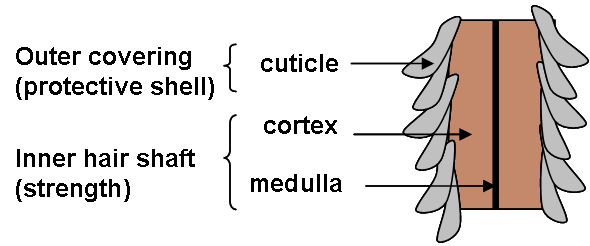 Outer covering
(protective shell)
cuticle
Inner hair shaft
(strength)
cortex
medulla